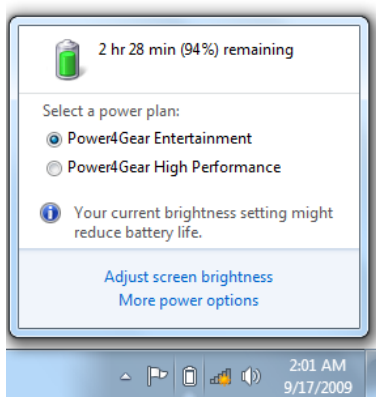 2 hr 28 min (94%) remaining
Select a power plan:
Power4Gear Entertainment
Power4Gear High Performance
Your current brightness setting might
reduce battery life.
Adjust screen brightness
More power options
2:01 AM
9/17/2009